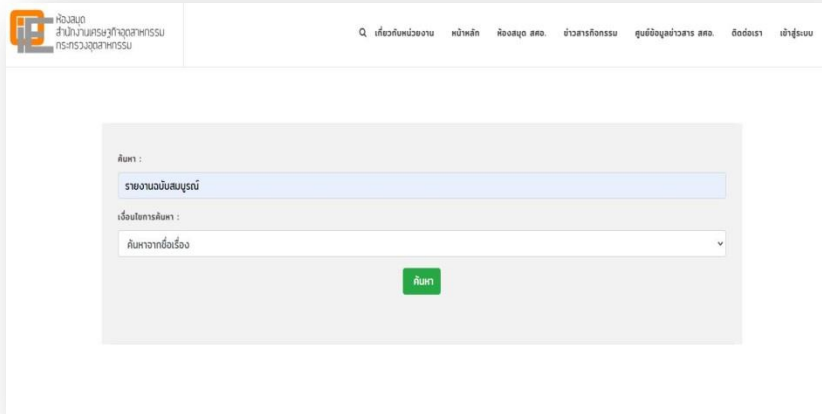 ห้องสมุด
สำนักงานเศรษฐกิจอุตสาหกรรม
กระทรวงอุตสาหกรรม
เกี่ยวกับหน่วยงาน หน้าหลัก ห้องสมุด สศอ. ข่าวสารกิจกรรม ศูนย์ข้อมูลข่าวสาร สศอ. ติดต่อเรา เข้าสู่ระบบ
ค้นหา :
รายงานฉบับสมบูรณ์
เงื่อนไขการค้นหา :
ค้นหาจากชื่อเรื่อง
ค้นหา